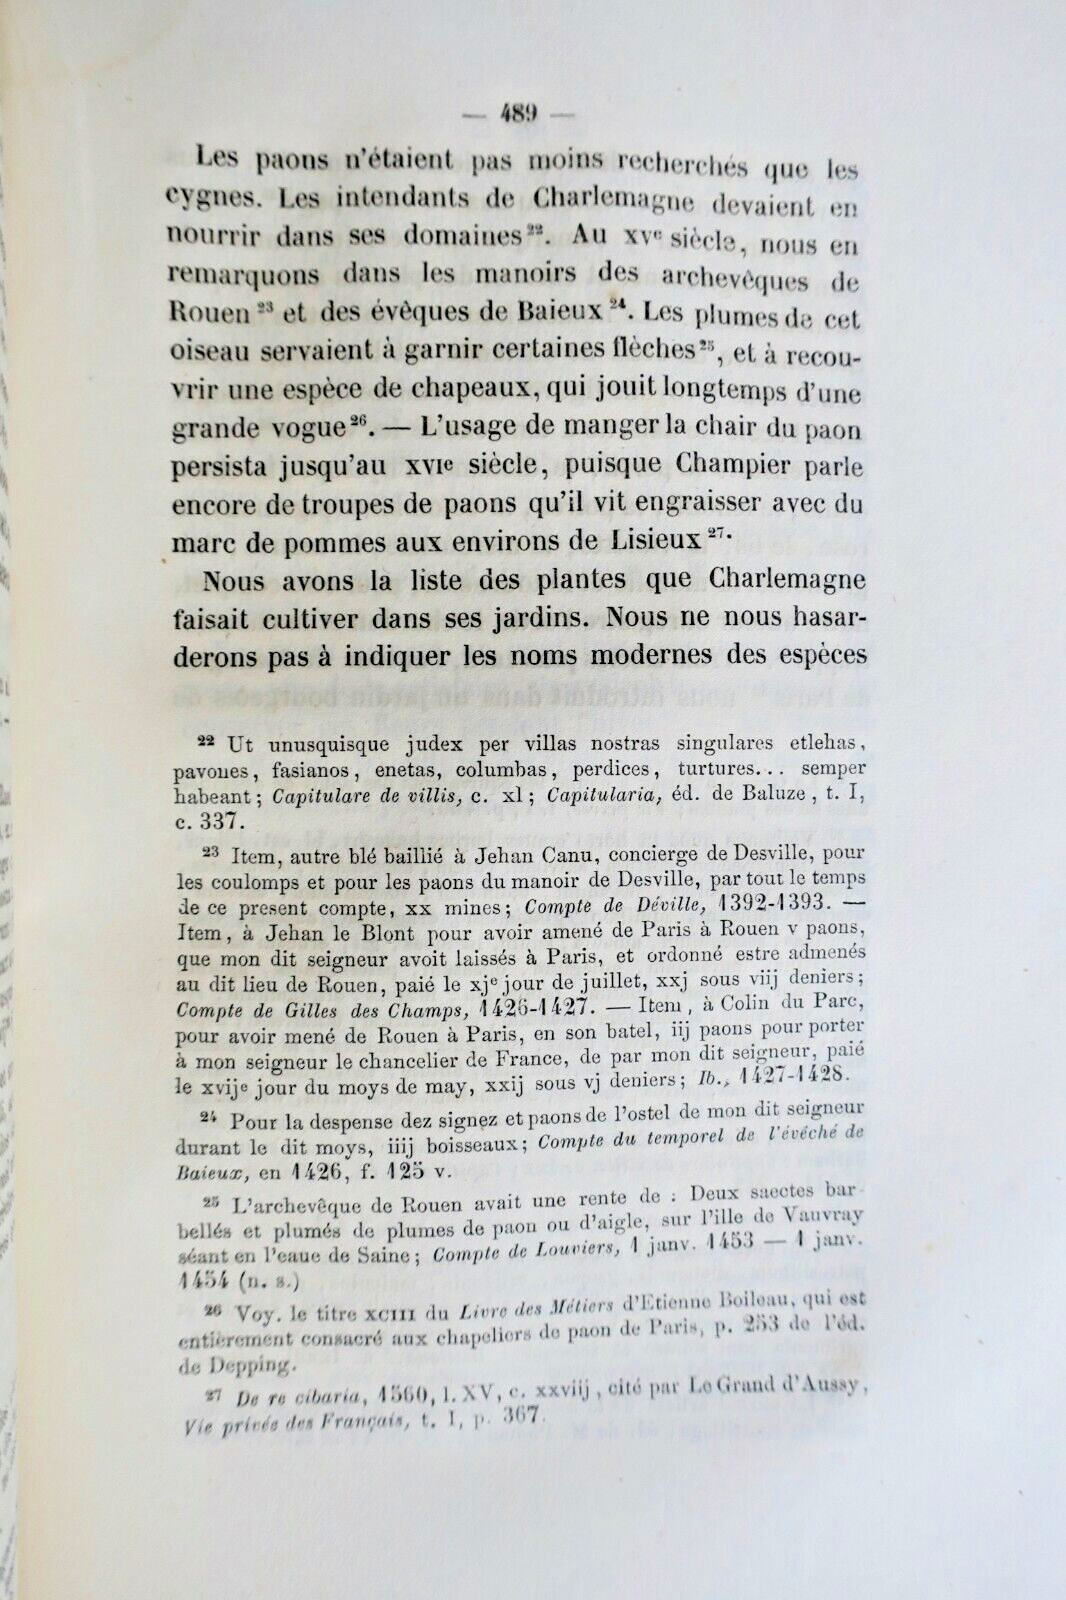 — 489 —
Les paons n'étaient pas moins recherchés que les
cygnes. Les intendants de Charlemagne devaient en
nourrir dans ses domaines²². Au XVᵉ siècle, nous en
remarquons dans les manoirs des archevêques de
Rouen²³ et des évêques de Baieux²⁴. Les plumes de cet
oiseau servaient à garnir certaines flèches²⁵, et à recou-
vrir une espèce de chapeaux, qui jouit longtemps d'une
grande vogue²⁶. — L'usage de manger la chair du paon
persista jusqu'au XVIᵉ siècle, puisque Champier parle
encore de troupes de paons qu'il vit engraisser avec du
marc de pommes aux environs de Lisieux²⁷.
Nous avons la liste des plantes que Charlemagne
faisait cultiver dans ses jardins. Nous ne nous hasar-
derons pas à indiquer les noms modernes des espèces
²² Ut unusquisque judex per villas nostras singulares etlehas,
pavones, fasianos, enetas, columbas, perdices, turtures... semper
habeant; Capitulare de villis, c. xl; Capitularia, éd. de Baluze, t. I,
c. 337.
²³ Item, autre blé baillié à Jehan Canu, concierge de Desville, pour
les coulomps et pour les paons du manoir de Desville, par tout le temps
de ce present compte, xx mines; Compte de Déville, 1392-1393. —
Item, à Jehan le Blont pour avoir amené de Paris à Rouen v paons,
que mon dit seigneur avoit laissés à Paris, et ordonné estre admenés
au dit lieu de Rouen, paié le xjᵉ jour de juillet, xxj sous viij deniers;
Compte de Gilles des Champs, 1426-1427. — Item, à Colin du Parc,
pour avoir mené de Rouen à Paris, en son batel, iij paons pour porter
à mon seigneur le chancelier de France, de par mon dit seigneur, paié
le xvijᵉ jour du moys de may, xxij sous vj deniers; Ib., 1427-1428.
²⁴ Pour la despense dez signez et paons de l'ostel de mon dit seigneur
durant le dit moys, iiij boisseaux; Compte du temporel de l'évéché de
Baieux, en 1426, f. 125 v.
²⁵ L'archevêque de Rouen avait une rente de : Deux saectes bar-
bellés et plumés de plumes de paon ou d'aigle, sur l'ille de Vauvray
séant en l'eaue de Saine; Compte de Louviers, 1 janv. 1453 — 1 janv.
1454 (n. s.)
²⁶ Voy. le titre XCIII du Livre des Métiers d'Etienne Boileau, qui est
entièrement consacré aux chapeliers de paon de Paris, p. 253 de l'éd.
de Depping.
²⁷ De re cibaria, 1560, l. XV, c. xxviij, cité par Le Grand d'Aussy,
Vie privée des Français, t. I, p. 367.